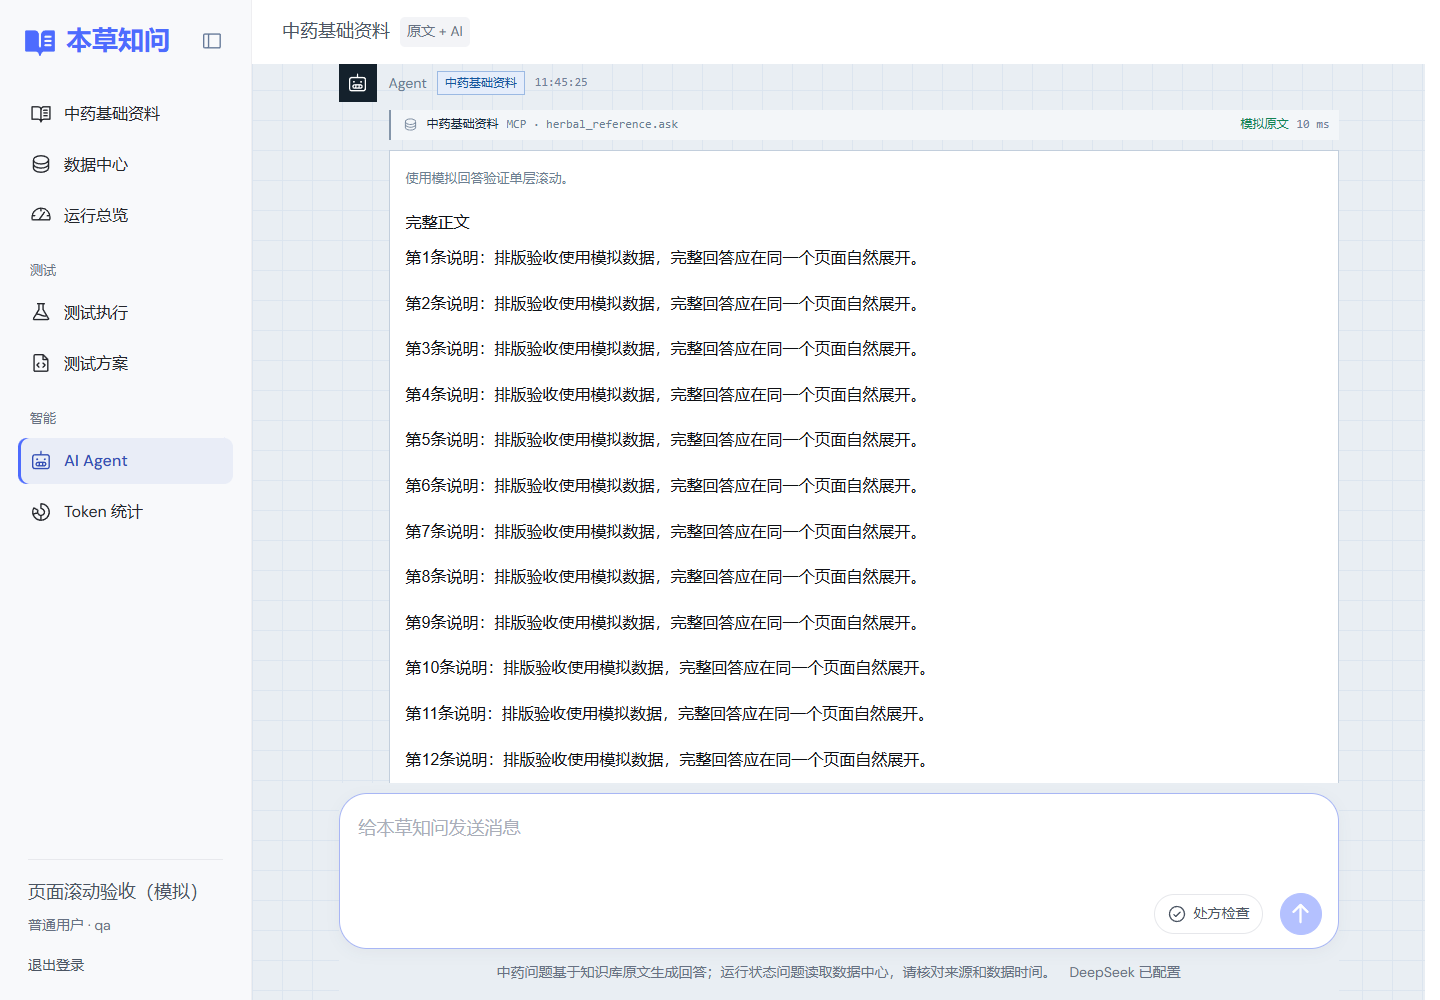 本草知问
中药基础资料
数据中心
运行总览
测试
测试执行
测试方案
智能
AI Agent
Token 统计
页面滚动验收（模拟）
普通用户 · qa
退出登录
中药基础资料 原文 + AI
Agent 中药基础资料 11:45:25
中药基础资料 MCP · herbal_reference.ask 模拟原文 10 ms
使用模拟回答验证单层滚动。
完整正文
第1条说明：排版验收使用模拟数据，完整回答应在同一个页面自然展开。
第2条说明：排版验收使用模拟数据，完整回答应在同一个页面自然展开。
第3条说明：排版验收使用模拟数据，完整回答应在同一个页面自然展开。
第4条说明：排版验收使用模拟数据，完整回答应在同一个页面自然展开。
第5条说明：排版验收使用模拟数据，完整回答应在同一个页面自然展开。
第6条说明：排版验收使用模拟数据，完整回答应在同一个页面自然展开。
第7条说明：排版验收使用模拟数据，完整回答应在同一个页面自然展开。
第8条说明：排版验收使用模拟数据，完整回答应在同一个页面自然展开。
第9条说明：排版验收使用模拟数据，完整回答应在同一个页面自然展开。
第10条说明：排版验收使用模拟数据，完整回答应在同一个页面自然展开。
第11条说明：排版验收使用模拟数据，完整回答应在同一个页面自然展开。
第12条说明：排版验收使用模拟数据，完整回答应在同一个页面自然展开。
给本草知问发送消息
处方检查
中药问题基于知识库原文生成回答；运行状态问题读取数据中心，请核对来源和数据时间。 DeepSeek 已配置